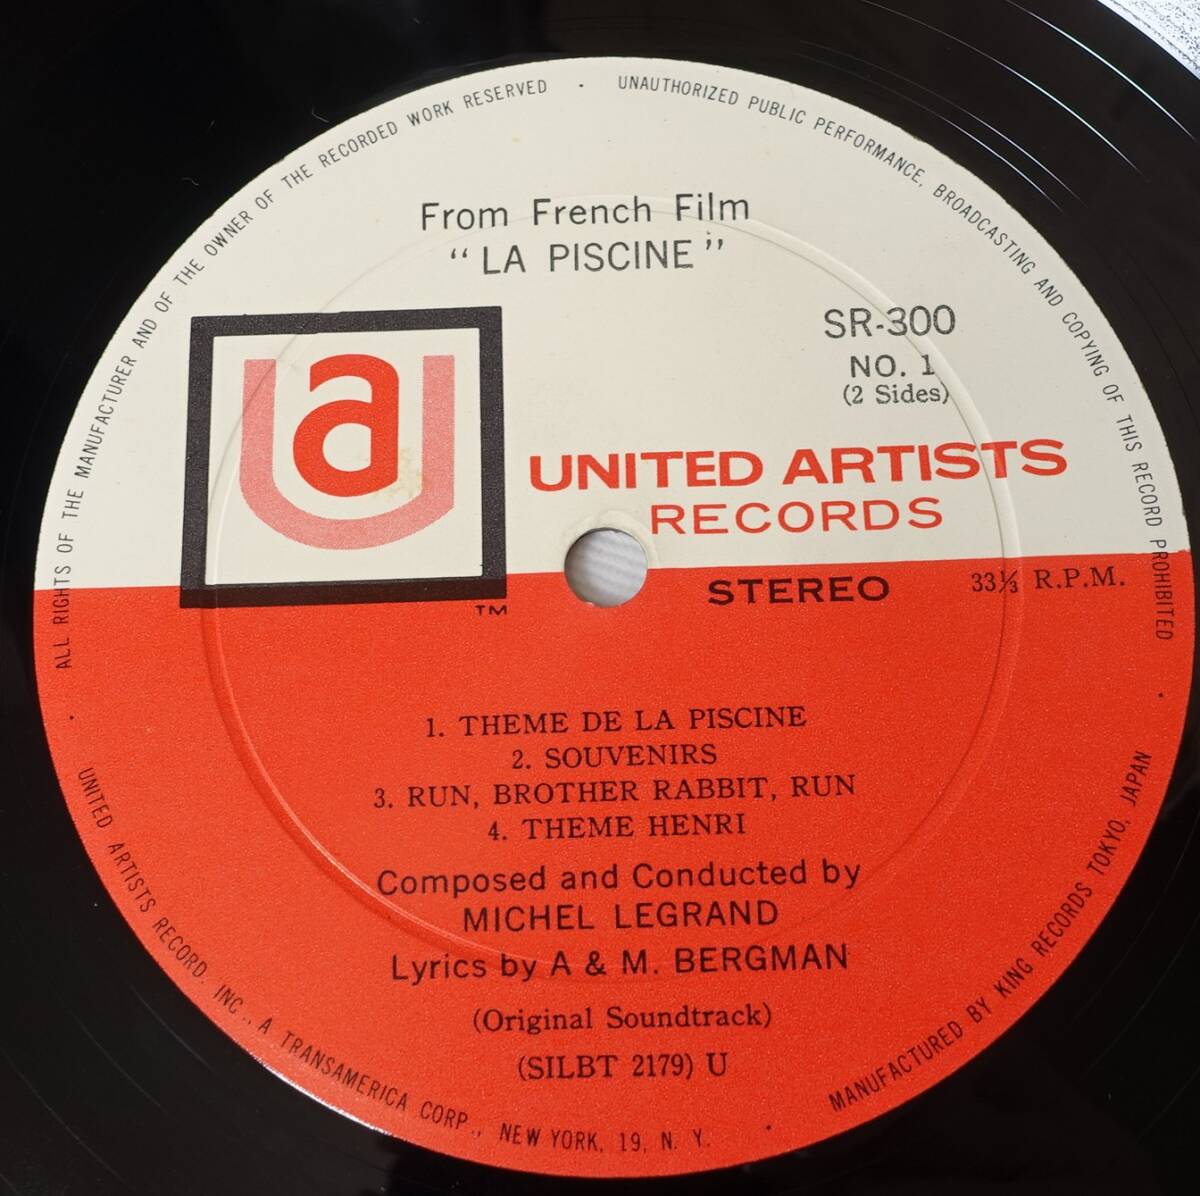 ALL RIGHTS OF THE MANUFACTURER AND OF THE OWNER OF THE RECORDED WORK RESERVED · UNAUTHORIZED PUBLIC PERFORMANCE, BROADCASTING AND COPYING OF THIS RECORD PROHIBITED
From French Film
“LA PISCINE”
SR-300
NO. 1
(2 Sides)
ua
TM
UNITED ARTISTS
RECORDS
STEREO
33⅓ R.P.M.
1. THEME DE LA PISCINE
2. SOUVENIRS
3. RUN, BROTHER RABBIT, RUN
4. THEME HENRI
Composed and Conducted by
MICHEL LEGRAND
Lyrics by A & M. BERGMAN
(Original Soundtrack)
(SILBT 2179) U
UNITED ARTISTS RECORD, INC., A TRANSAMERICA CORP., NEW YORK, 19, N. Y. · MANUFACTURED BY KING RECORDS TOKYO, JAPAN